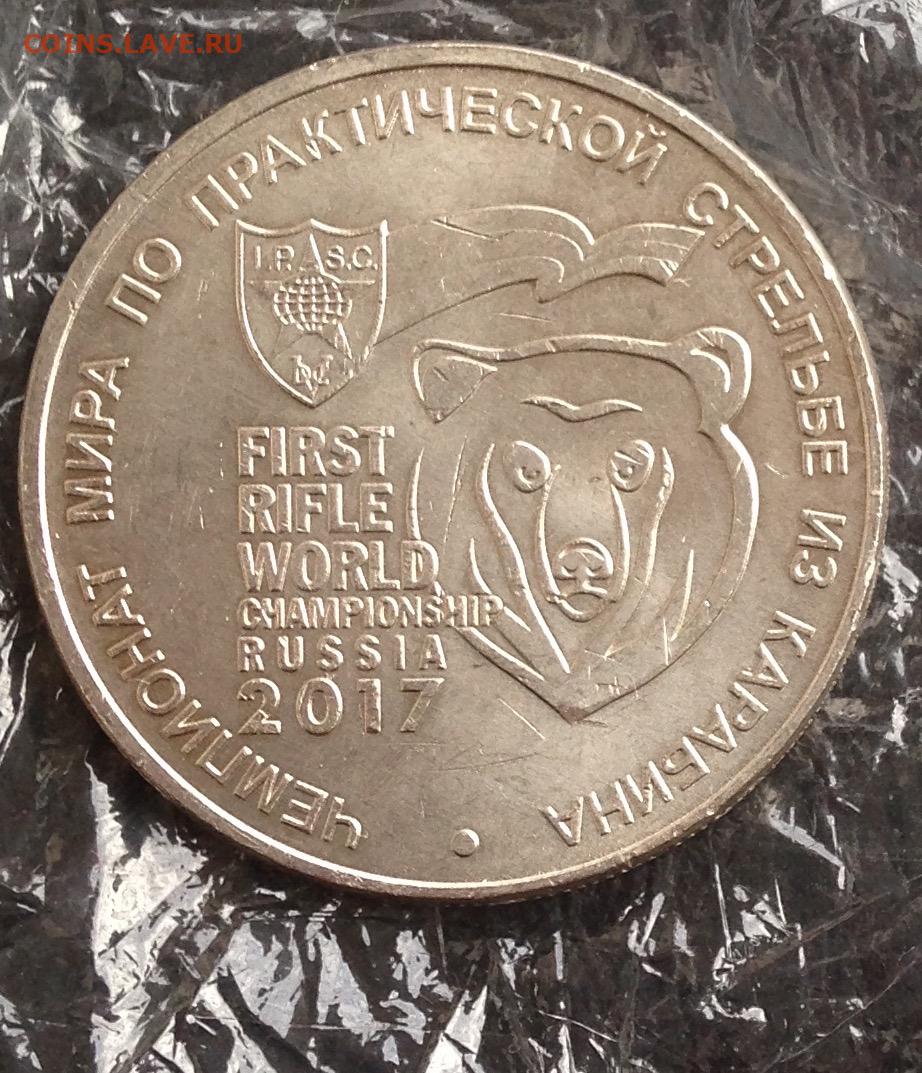 COINS.LAVE.RU
ЧЕМПИОНАТ МИРА ПО ПРАКТИЧЕСКОЙ СТРЕЛЬБЕ ИЗ КАРАБИНА
I.P.S.C.
DVC
FIRST
RIFLE
WORLD
CHAMPIONSHIP
RUSSIA
2017